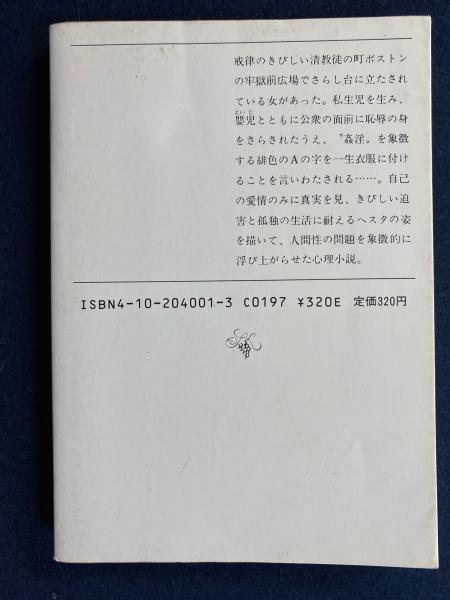 戒律のきびしい清教徒の町ボストン
の牢獄前広場でさらし台に立たされ
ている女があった。私生児を生み、
嬰児とともに公衆の面前に恥辱の身
をさらされたうえ、〝姦淫〟を象徴
する緋色のAの字を一生衣服に付け
ることを言いわたされる……。自己
の愛情のみに真実を見、きびしい迫
害と孤独の生活に耐えるヘスタの姿
を描いて、人間性の問題を象徴的に
浮び上がらせた心理小説。
ISBN4-10-204001-3 C0197 ¥320E 定価320円